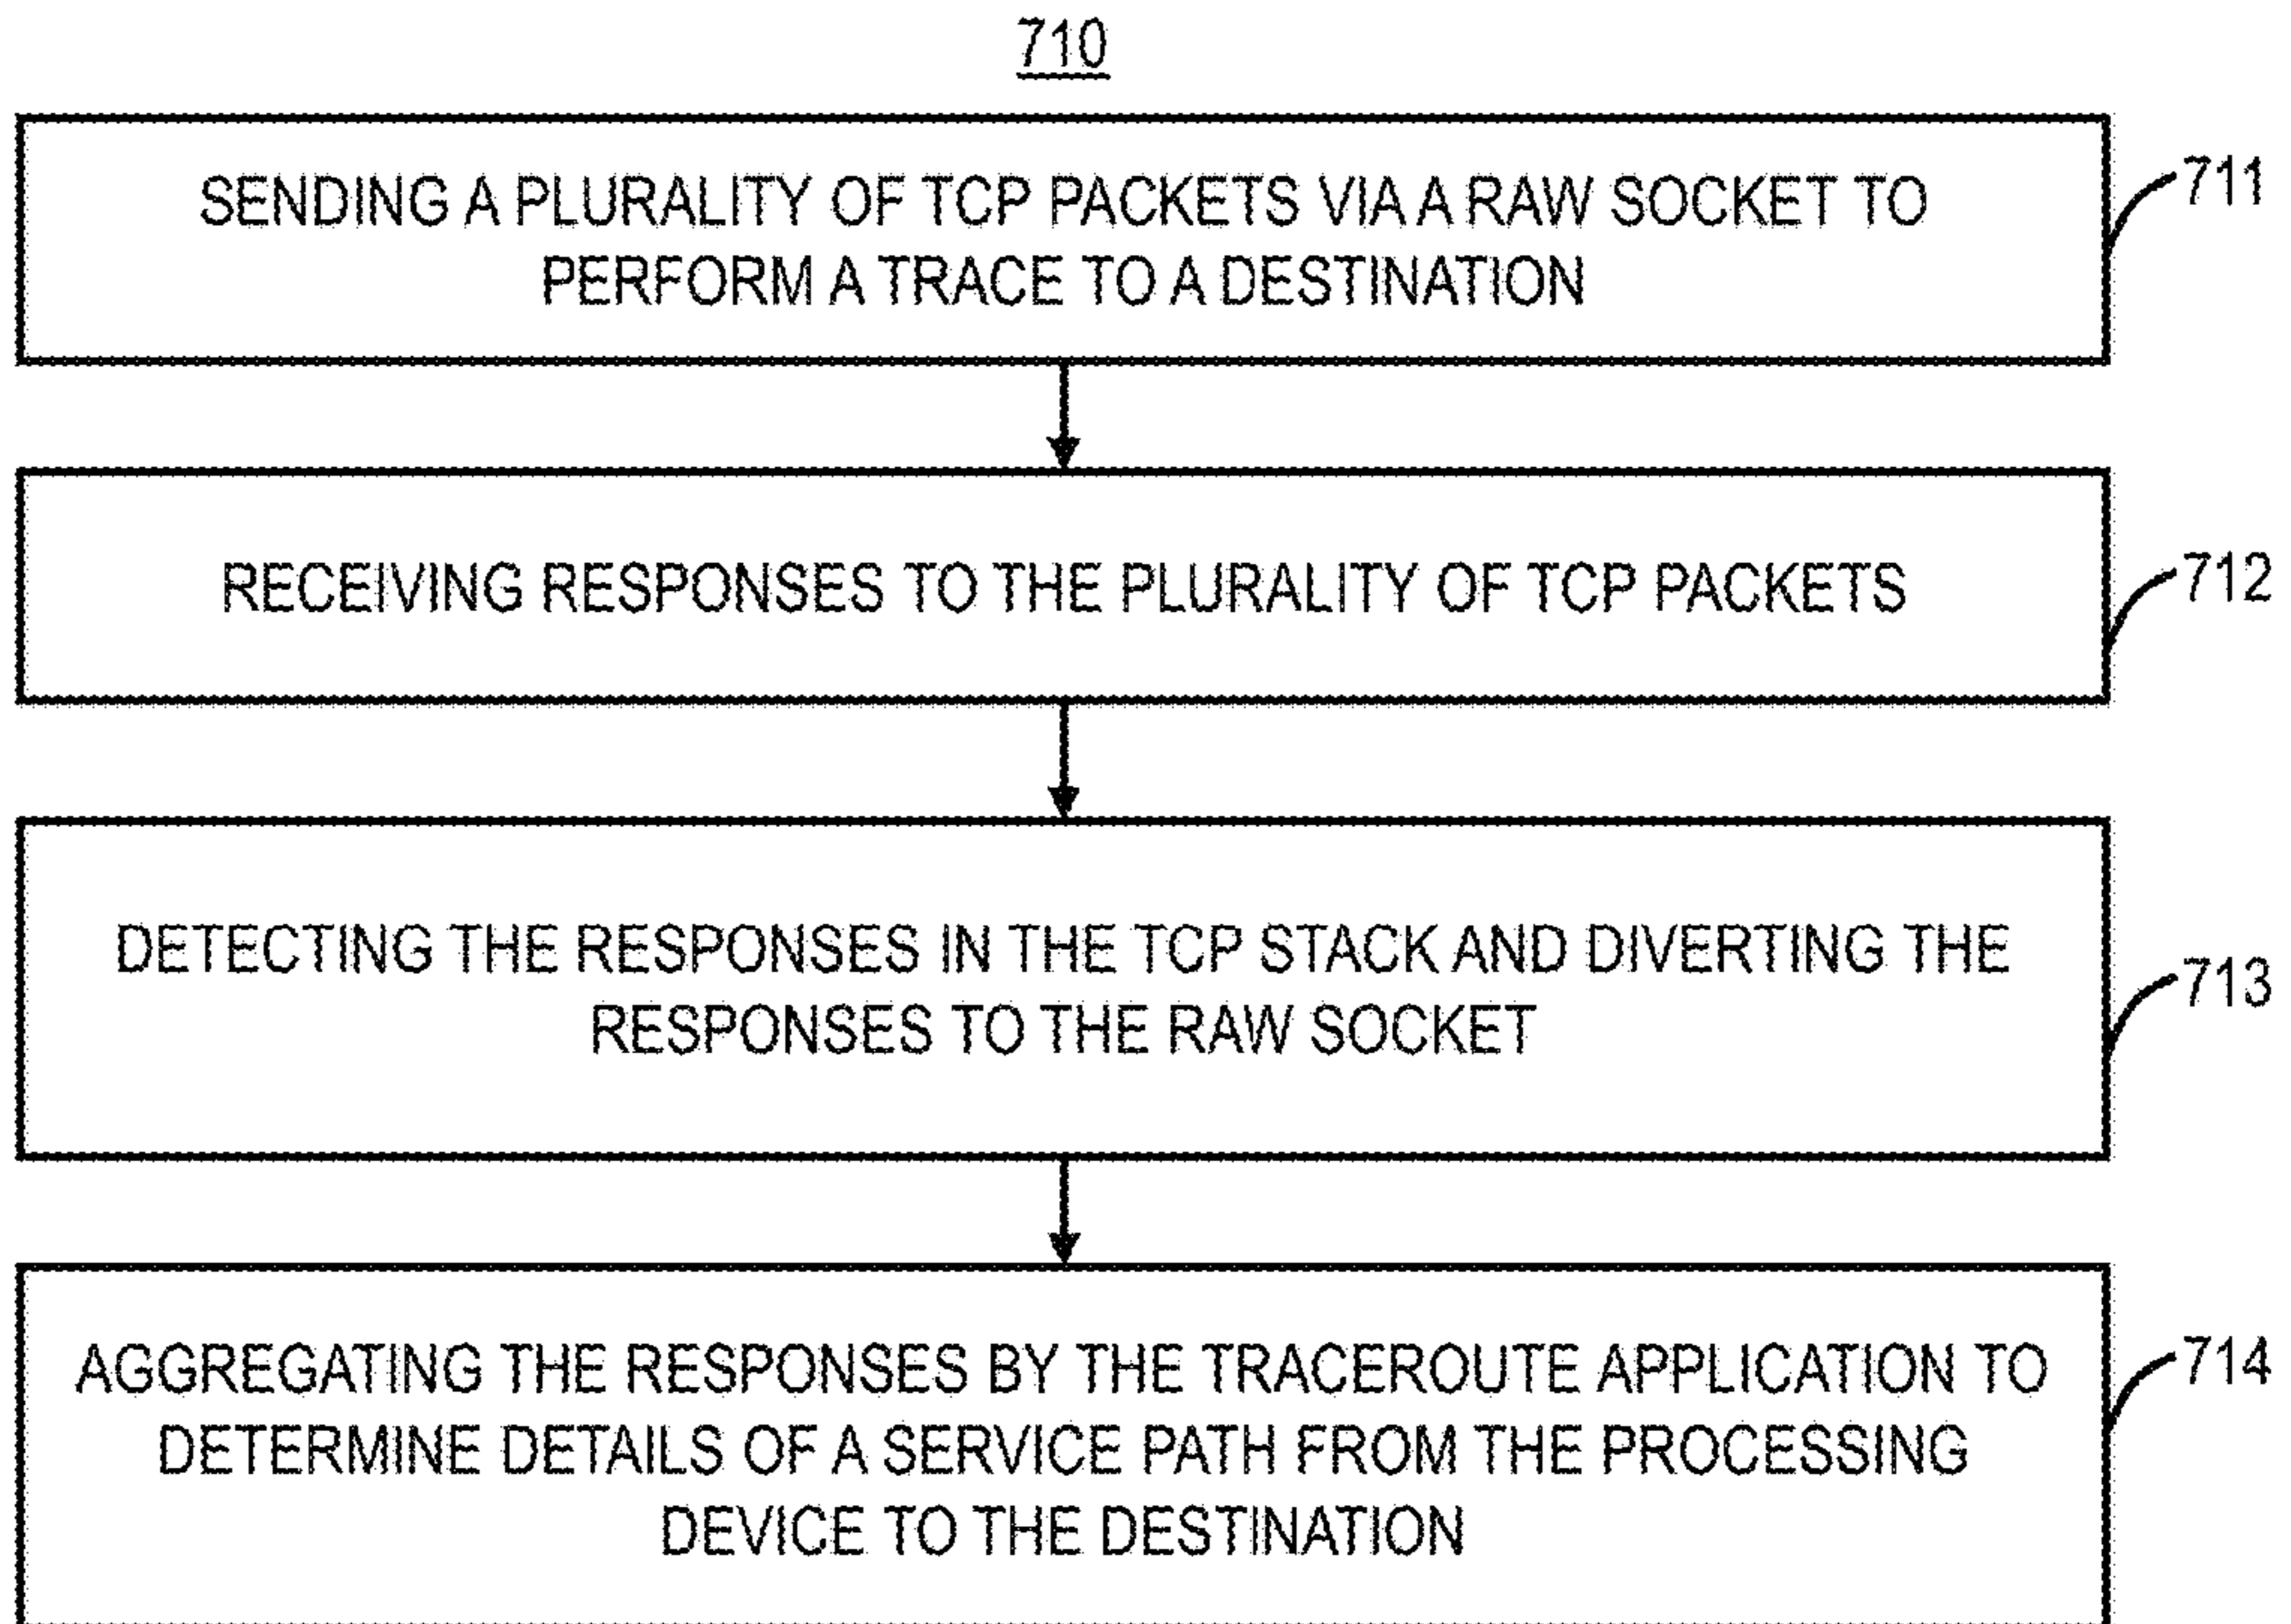 710
SENDING A PLURALITY OF TCP PACKETS VIA A RAW SOCKET TO
PERFORM A TRACE TO A DESTINATION
711
RECEIVING RESPONSES TO THE PLURALITY OF TCP PACKETS
712
DETECTING THE RESPONSES IN THE TCP STACK AND DIVERTING THE
RESPONSES TO THE RAW SOCKET
713
AGGREGATING THE RESPONSES BY THE TRACEROUTE APPLICATION TO
DETERMINE DETAILS OF A SERVICE PATH FROM THE PROCESSING
DEVICE TO THE DESTINATION
714